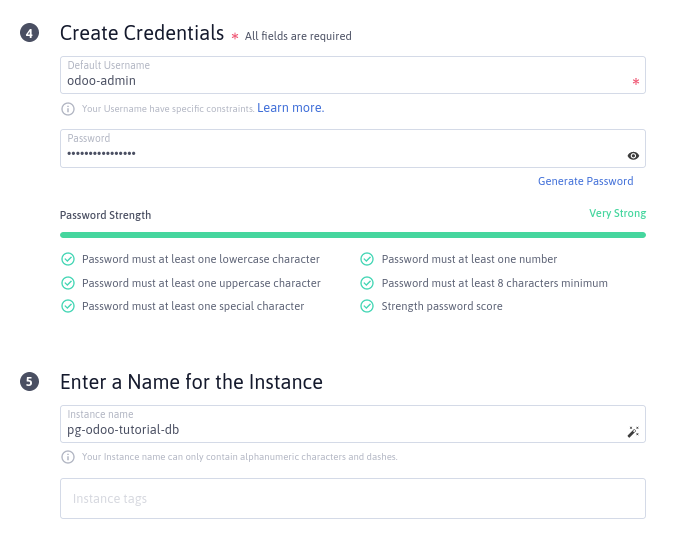 4 Create Credentials * All fields are required
Default Username
odoo-admin *
Your Username have specific constraints. Learn more.
Password
••••••••••••••••
Generate Password
Password Strength Very Strong
Password must at least one lowercase character Password must at least one number
Password must at least one uppercase character Password must at least 8 characters minimum
Password must at least one special character Strength password score
5 Enter a Name for the Instance
Instance name
pg-odoo-tutorial-db
Your Instance name can only contain alphanumeric characters and dashes.
Instance tags